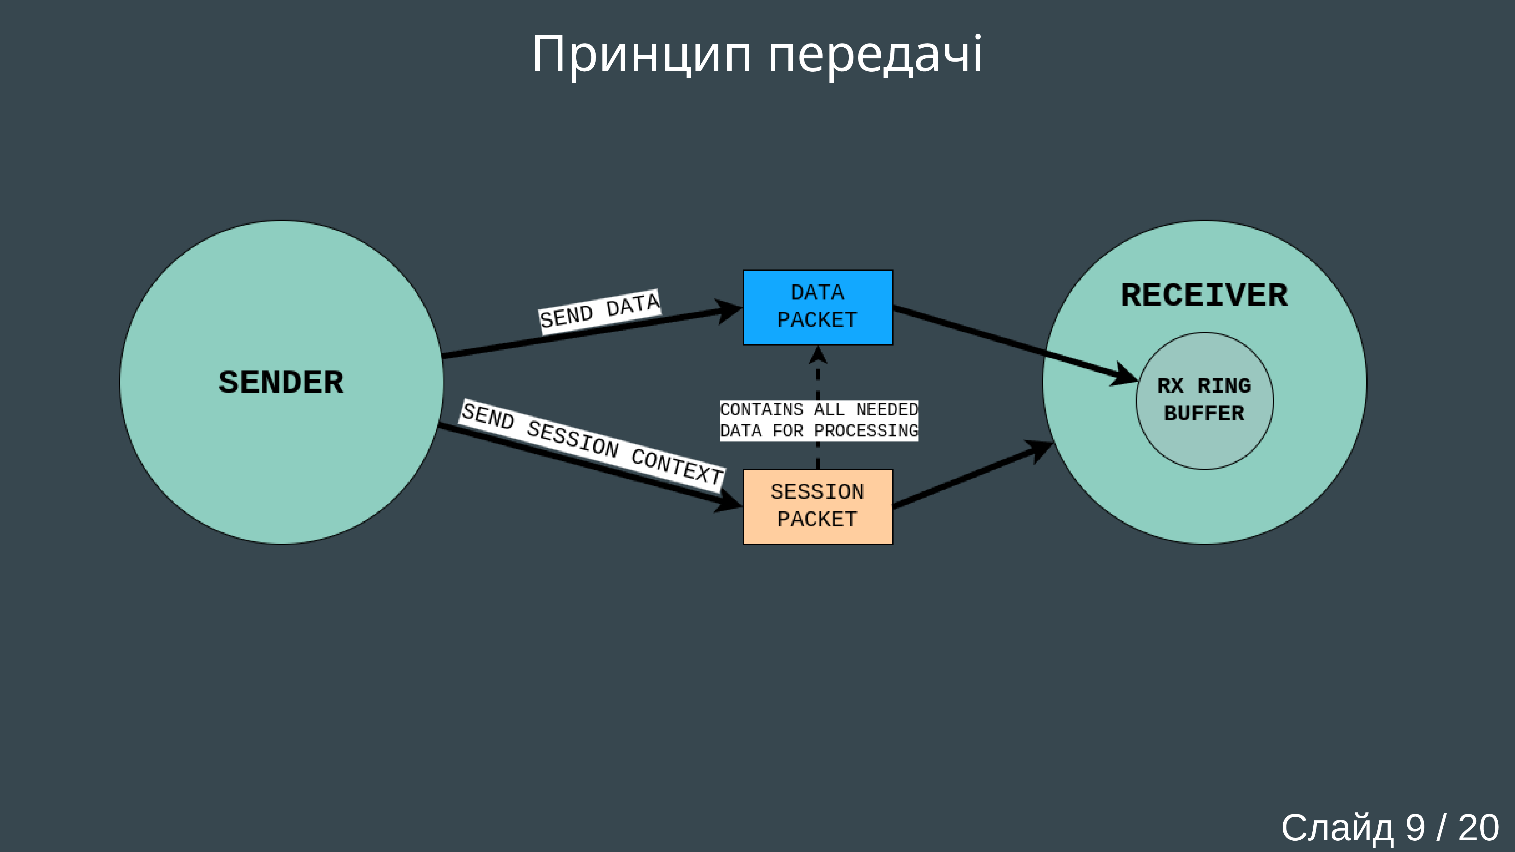 Принцип передачі
SEND DATA
DATA
PACKET
RECEIVER
SENDER
RX RING
BUFFER
SEND SESSION CONTEXT
CONTAINS ALL NEEDED
DATA FOR PROCESSING
SESSION
PACKET
Слайд 9 / 20